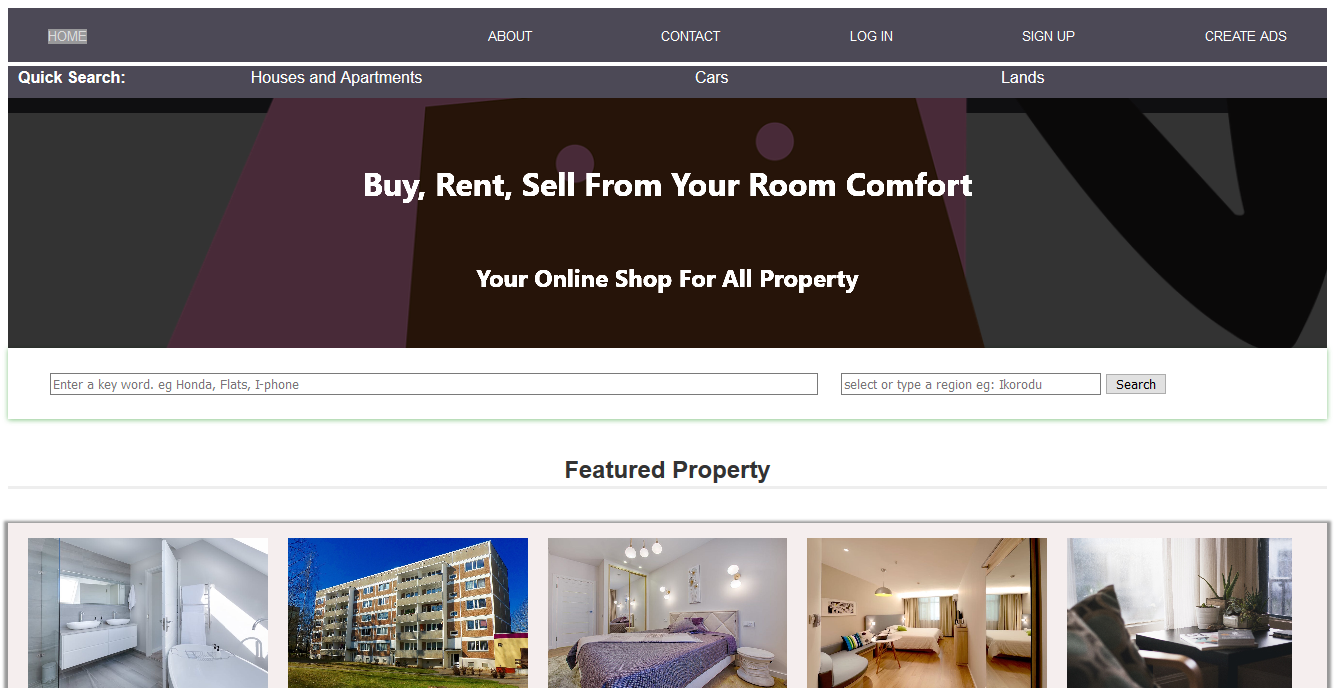 HOME ABOUT CONTACT LOG IN SIGN UP CREATE ADS
Quick Search: Houses and Apartments Cars Lands
Buy, Rent, Sell From Your Room Comfort
Your Online Shop For All Property
Enter a key word. eg Honda, Flats, I-phone select or type a region eg: Ikorodu Search
Featured Property